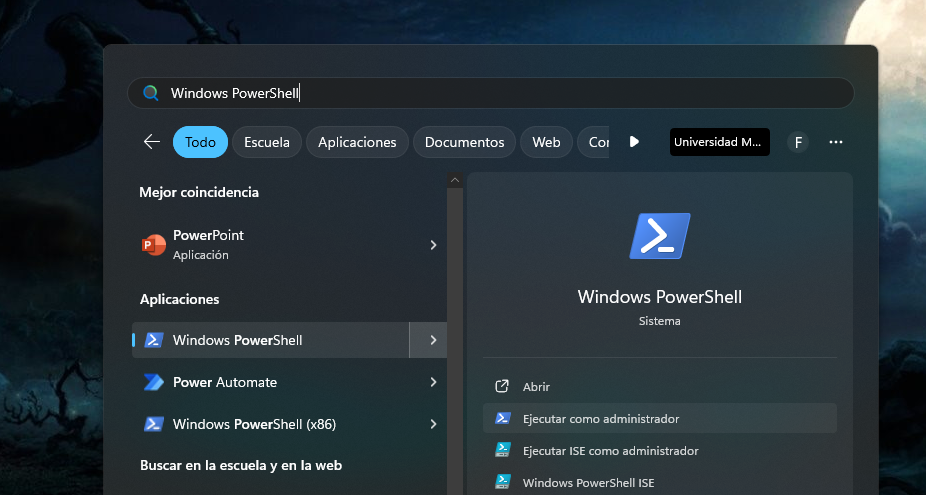 Windows PowerShell
Todo
Escuela
Aplicaciones
Documentos
Web
Universidad M...
F
Mejor coincidencia
PowerPoint
Aplicación
Aplicaciones
Windows PowerShell
Power Automate
Windows PowerShell (x86)
Buscar en la escuela y en la web
Windows PowerShell
Sistema
Abrir
Ejecutar como administrador
Ejecutar ISE como administrador
Windows PowerShell ISE